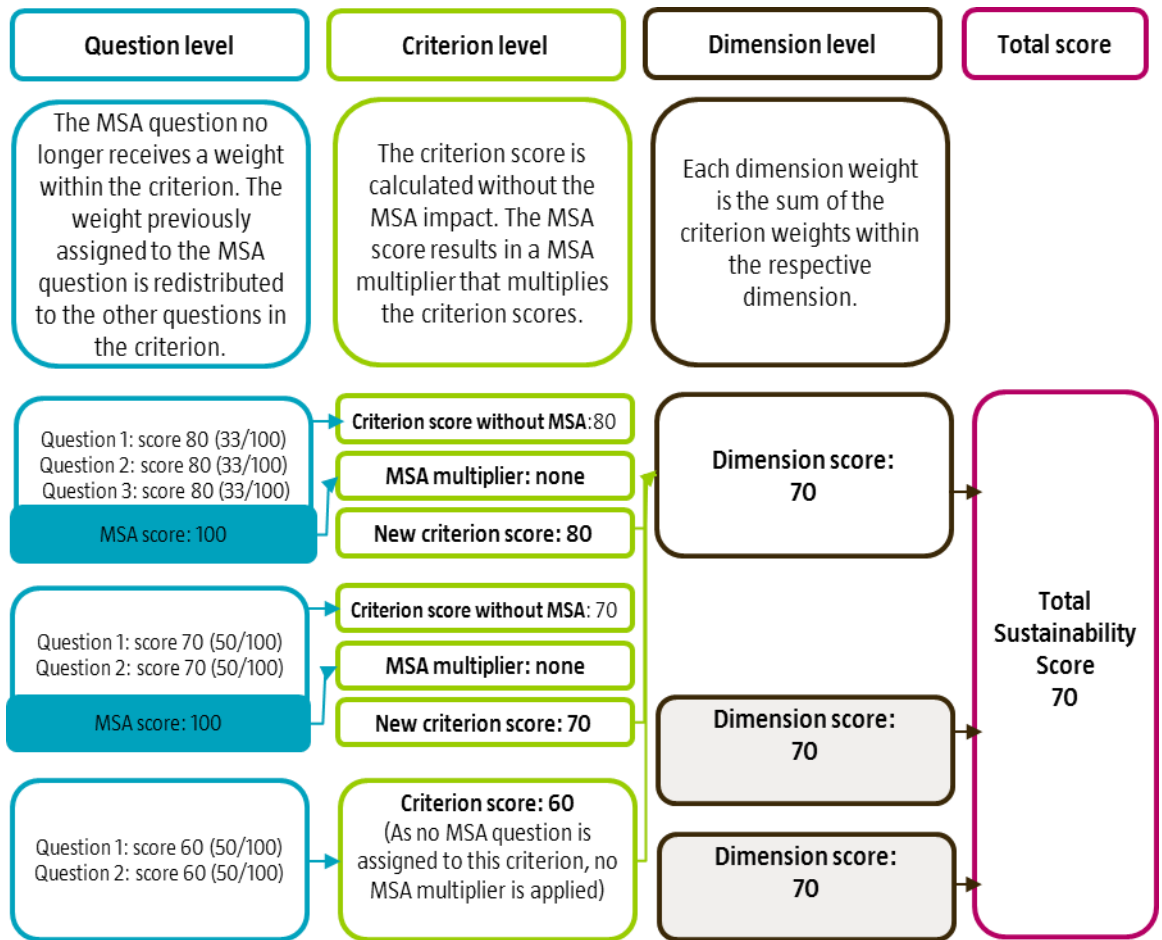 Question level
Criterion level
Dimension level
Total score
The MSA question no
longer receives a weight
within the criterion. The
weight previously
assigned to the MSA
question is redistributed
to the other questions in
the criterion.
The criterion score is
calculated without the
MSA impact. The MSA
score results in a MSA
multiplier that multiplies
the criterion scores.
Each dimension weight
is the sum of the
criterion weights within
the respective
dimension.
Question 1: score 80 (33/100)
Question 2: score 80 (33/100)
Question 3: score 80 (33/100)
MSA score: 100
Criterion score without MSA:80
MSA multiplier: none
New criterion score: 80
Dimension score:
70
Question 1: score 70 (50/100)
Question 2: score 70 (50/100)
MSA score: 100
Criterion score without MSA: 70
MSA multiplier: none
New criterion score: 70
Dimension score:
70
Question 1: score 60 (50/100)
Question 2: score 60 (50/100)
Criterion score: 60
(As no MSA question is
assigned to this criterion, no
MSA multiplier is applied)
Dimension score:
70
Total
Sustainability
Score
70